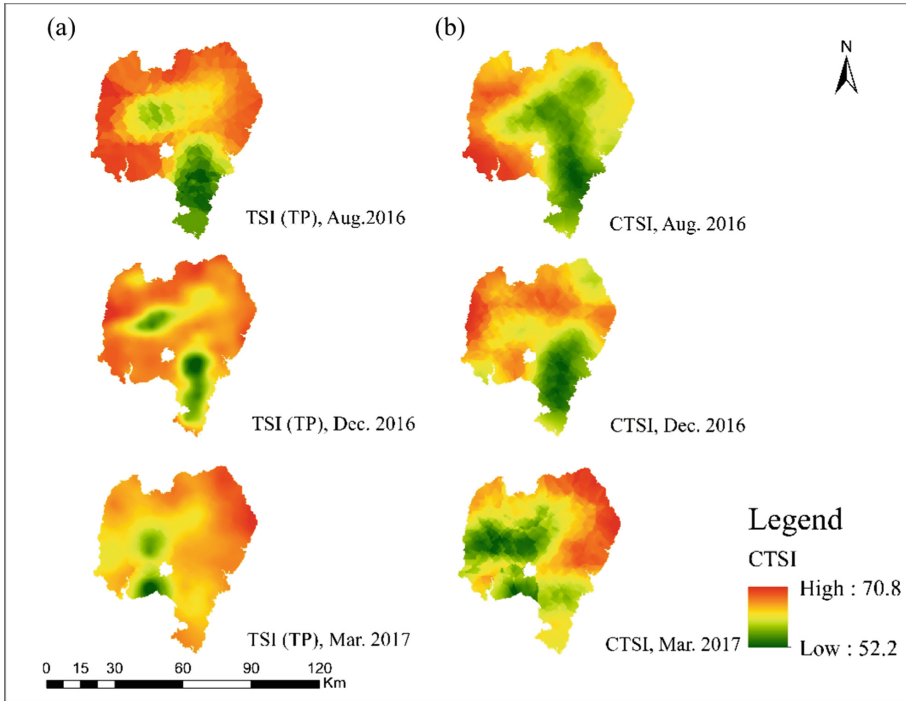 (a)
(b)
N
TSI (TP), Aug.2016
CTSI, Aug. 2016
TSI (TP), Dec. 2016
CTSI, Dec. 2016
Legend
CTSI
High : 70.8
Low : 52.2
TSI (TP), Mar. 2017
CTSI, Mar. 2017
0 15 30 60 90 120
Km